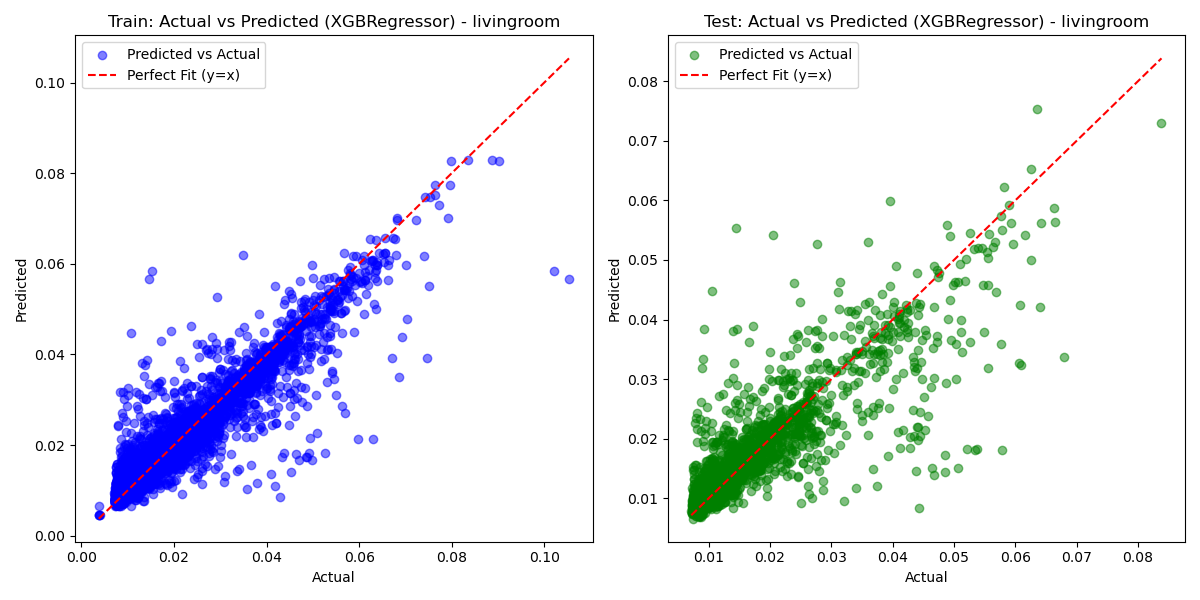 Train: Actual vs Predicted (XGBRegressor) - livingroom
Predicted vs Actual
Perfect Fit (y=x)
0.10
0.08
0.06
0.04
0.02
0.00
Predicted
0.00 0.02 0.04 0.06 0.08 0.10
Actual
Test: Actual vs Predicted (XGBRegressor) - livingroom
Predicted vs Actual
Perfect Fit (y=x)
0.08
0.07
0.06
0.05
0.04
0.03
0.02
0.01
Predicted
0.01 0.02 0.03 0.04 0.05 0.06 0.07 0.08
Actual